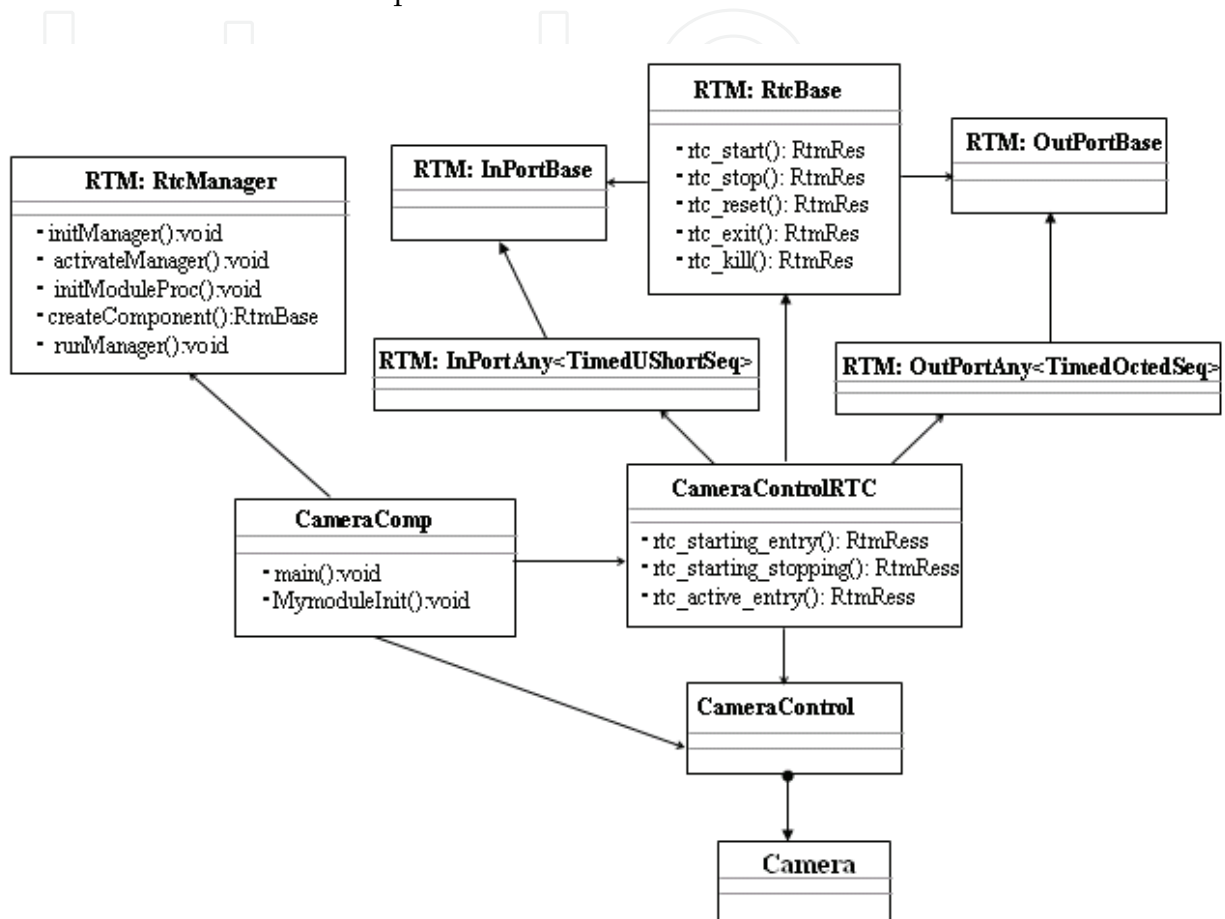 RTM: RtcBase
- rtc_start(): RtmRes
- rtc_stop(): RtmRes
- rtc_reset(): RtmRes
- rtc_exit(): RtmRes
- rtc_kill(): RtmRes
RTM: InPortBase
RTM: OutPortBase
RTM: RtcManager
- initManager():void
- activateManager():void
- initModuleProc():void
- createComponent():RtmBase
- runManager():void
RTM: InPortAny<TimedUShortSeq>
RTM: OutPortAny<TimedOctedSeq>
CameraComp
- main():void
- MymoduleInit():void
CameraControlRTC
- rtc_starting_entry(): RtmRess
- rtc_starting_stopping(): RtmRess
- rtc_active_entry(): RtmRess
CameraControl
Camera